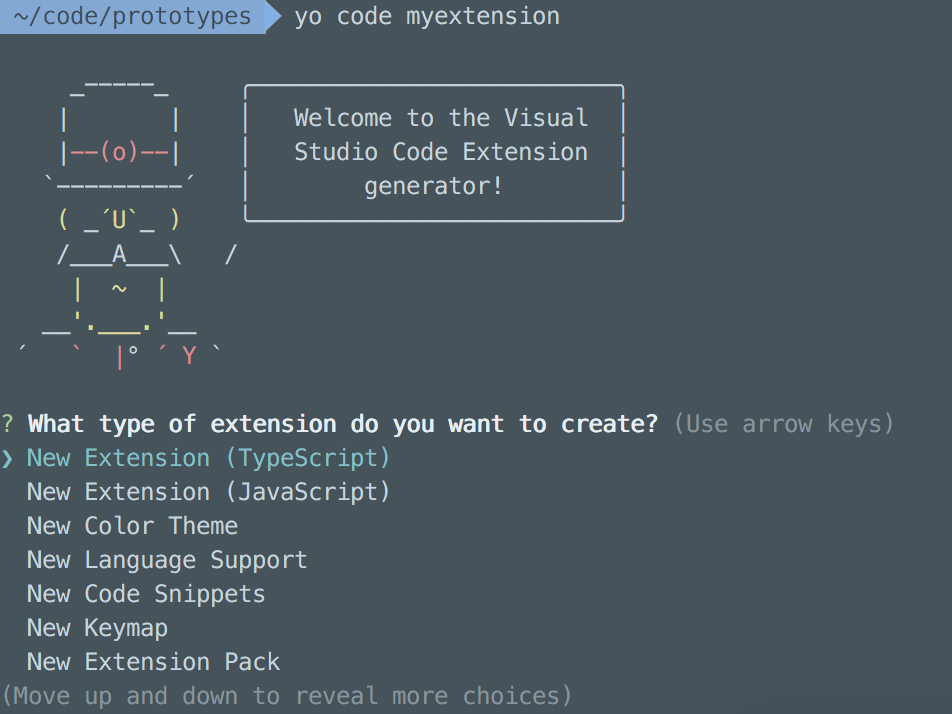 ~/code/prototypes yo code myextension
     _-----_     ╭──────────────────────────╮
    |       |    │   Welcome to the Visual  │
    |--(o)--|    │   Studio Code Extension  │
   `---------´   │        generator!        │
    ( _´U`_ )    ╰──────────────────────────╯
    /___A___\   /
     |  ~  |
   __'.___.'__
 ´   `  |° ´ Y `
? What type of extension do you want to create? (Use arrow keys)
❯ New Extension (TypeScript)
  New Extension (JavaScript)
  New Color Theme
  New Language Support
  New Code Snippets
  New Keymap
  New Extension Pack
(Move up and down to reveal more choices)